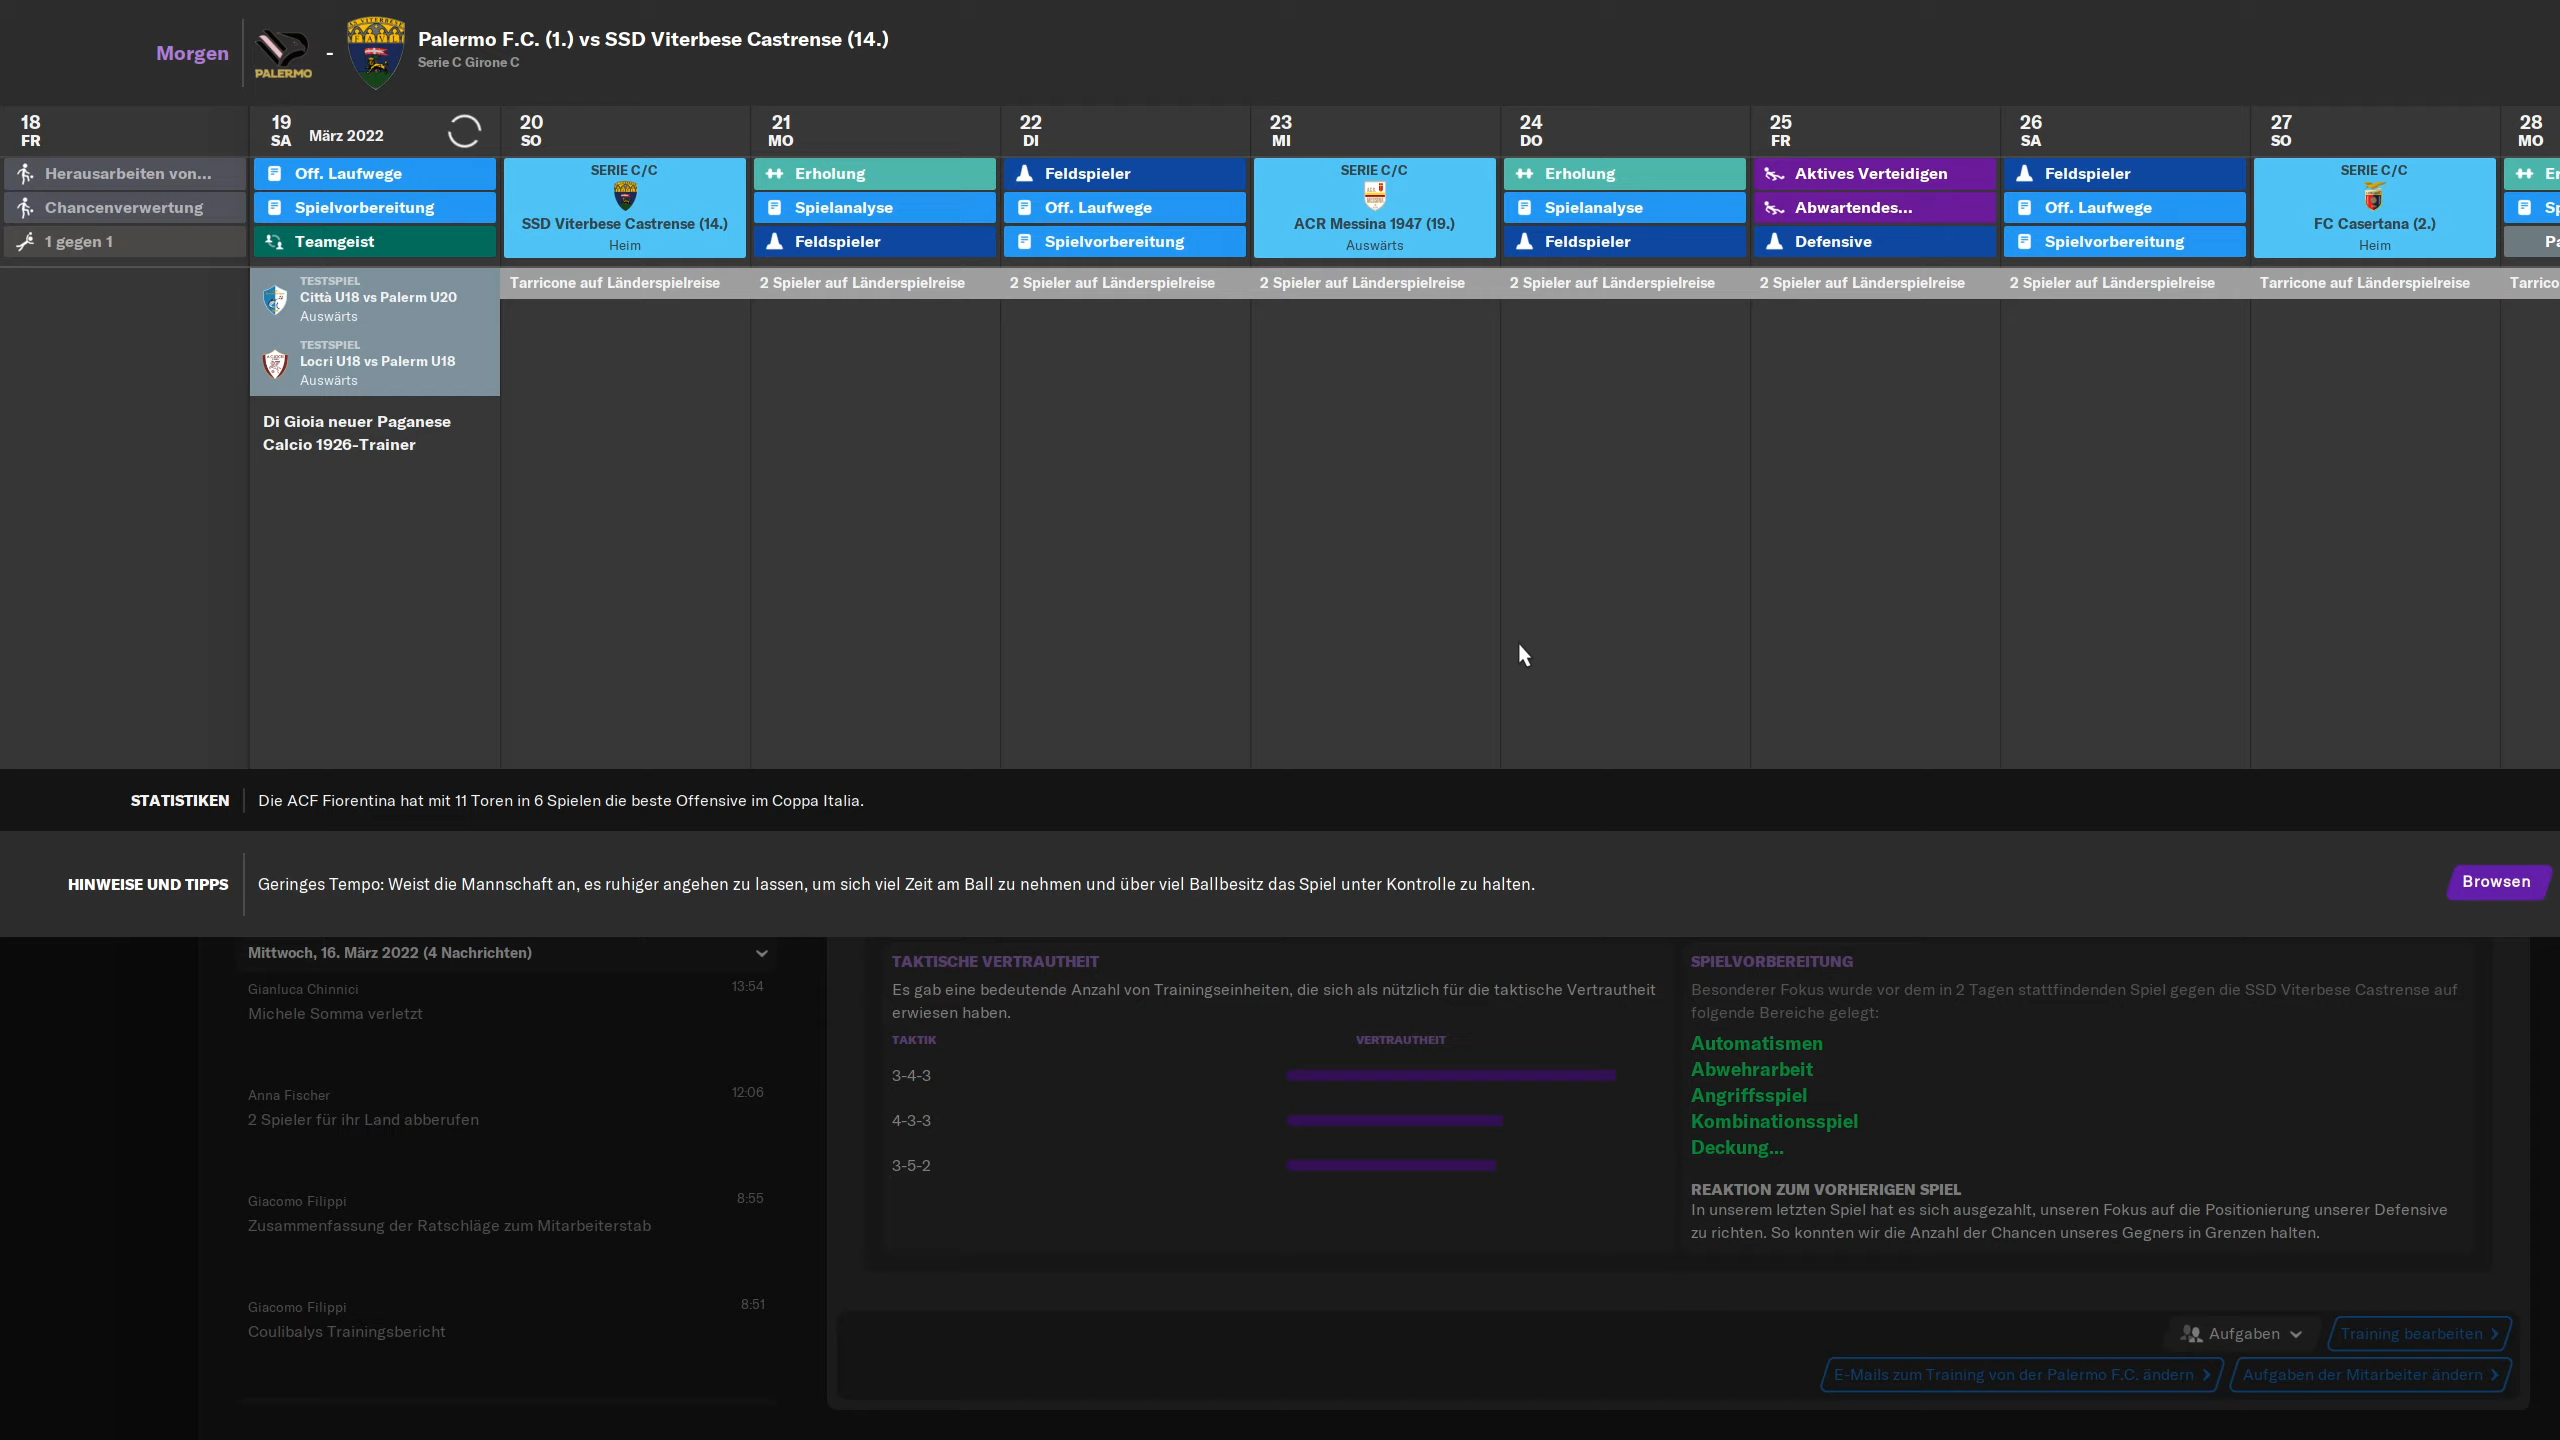 Morgen
PALERMO
-
Palermo F.C. (1.) vs SSD Viterbese Castrense (14.)
Serie C Girone C
18
FR
19
SA
März 2022
20
SO
21
MO
22
DI
23
MI
24
DO
25
FR
26
SA
27
SO
28
MO
Herausarbeiten von...
Chancenverwertung
1 gegen 1
Off. Laufwege
Spielvorbereitung
Teamgeist
SERIE C/C
SSD Viterbese Castrense (14.)
Heim
Erholung
Spielanalyse
Feldspieler
Feldspieler
Off. Laufwege
Spielvorbereitung
SERIE C/C
ACR Messina 1947 (19.)
Auswärts
Erholung
Spielanalyse
Feldspieler
Aktives Verteidigen
Abwartendes...
Defensive
Feldspieler
Off. Laufwege
Spielvorbereitung
SERIE C/C
FC Casertana (2.)
Heim
Er
Sp
Pa
TESTSPIEL
Città U18 vs Palerm U20
Auswärts
TESTSPIEL
Locri U18 vs Palerm U18
Auswärts
Di Gioia neuer Paganese
Calcio 1926-Trainer
Tarricone auf Länderspielreise
2 Spieler auf Länderspielreise
2 Spieler auf Länderspielreise
2 Spieler auf Länderspielreise
2 Spieler auf Länderspielreise
2 Spieler auf Länderspielreise
2 Spieler auf Länderspielreise
Tarricone auf Länderspielreise
Tarrico
STATISTIKEN
Die ACF Fiorentina hat mit 11 Toren in 6 Spielen die beste Offensive im Coppa Italia.
HINWEISE UND TIPPS
Geringes Tempo: Weist die Mannschaft an, es ruhiger angehen zu lassen, um sich viel Zeit am Ball zu nehmen und über viel Ballbesitz das Spiel unter Kontrolle zu halten.
Browsen
Mittwoch, 16. März 2022 (4 Nachrichten)
Gianluca Chinnici
13:54
Michele Somma verletzt
Anna Fischer
12:06
2 Spieler für ihr Land abberufen
Giacomo Filippi
8:55
Zusammenfassung der Ratschläge zum Mitarbeiterstab
Giacomo Filippi
8:51
Coulibalys Trainingsbericht
TAKTISCHE VERTRAUTHEIT
Es gab eine bedeutende Anzahl von Trainingseinheiten, die sich als nützlich für die taktische Vertrautheit
erwiesen haben.
TAKTIK
VERTRAUTHEIT
3-4-3
4-3-3
3-5-2
SPIELVORBEREITUNG
Besonderer Fokus wurde vor dem in 2 Tagen stattfindenden Spiel gegen die SSD Viterbese Castrense auf
folgende Bereiche gelegt:
Automatismen
Abwehrarbeit
Angriffsspiel
Kombinationsspiel
Deckung...
REAKTION ZUM VORHERIGEN SPIEL
In unserem letzten Spiel hat es sich ausgezahlt, unseren Fokus auf die Positionierung unserer Defensive
zu richten. So konnten wir die Anzahl der Chancen unseres Gegners in Grenzen halten.
Aufgaben
Training bearbeiten
E-Mails zum Training von der Palermo F.C. ändern
Aufgaben der Mitarbeiter ändern